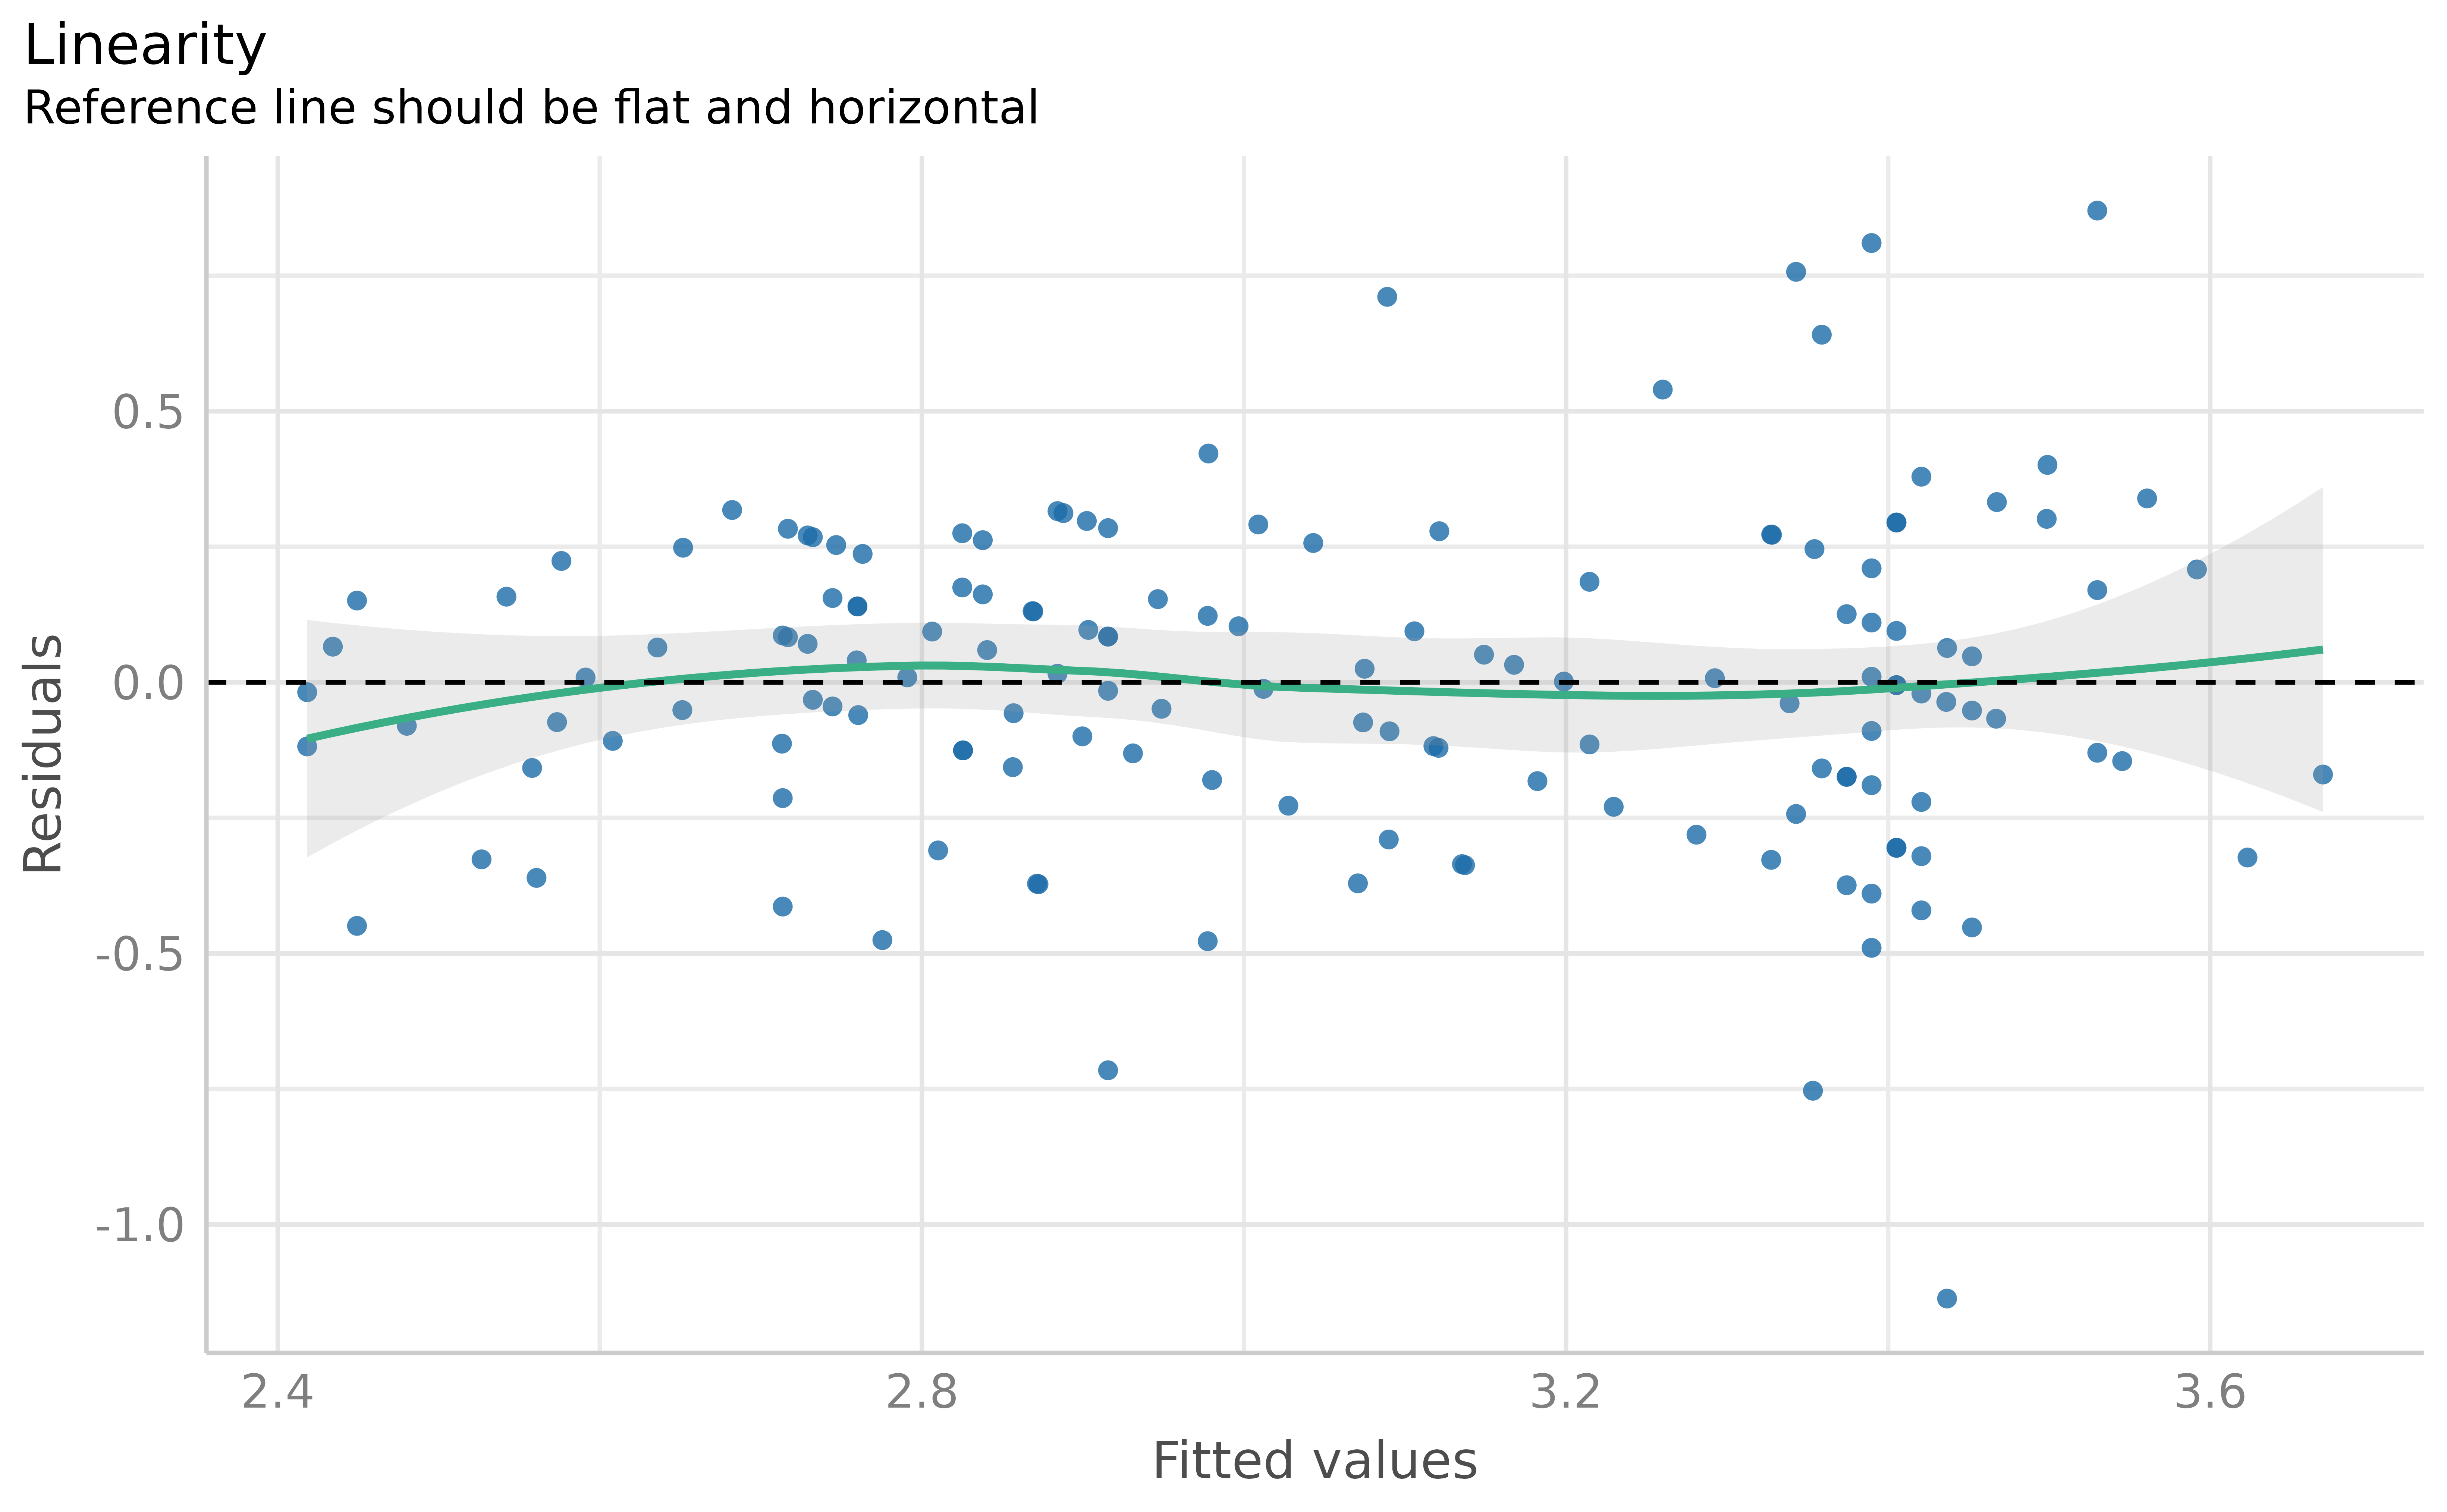 Linearity
Reference line should be flat and horizontal
Residuals
0.5
0.0
-0.5
-1.0
2.4 2.8 3.2 3.6
Fitted values